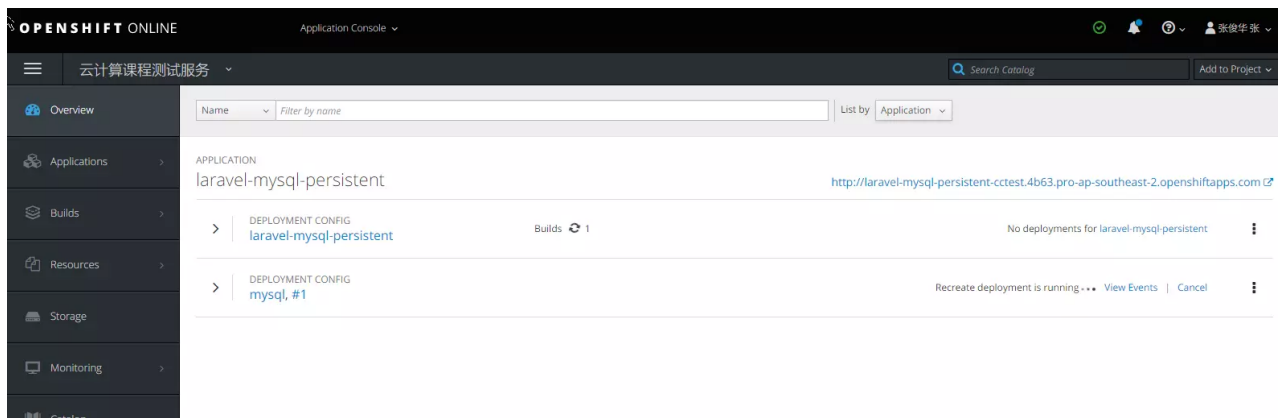 OPENSHIFT ONLINE
Application Console
张俊华 张
云计算课程测试服务
Search Catalog
Add to Project
Overview
Name
Filter by name
List by
Application
Applications
APPLICATION
laravel-mysql-persistent
http://laravel-mysql-persistent-cctest.4b63.pro-ap-southeast-2.openshiftapps.com
Builds
DEPLOYMENT CONFIG
laravel-mysql-persistent
Builds 1
No deployments for laravel-mysql-persistent
Resources
DEPLOYMENT CONFIG
mysql, #1
Recreate deployment is running... View Events | Cancel
Storage
Monitoring
Catalog